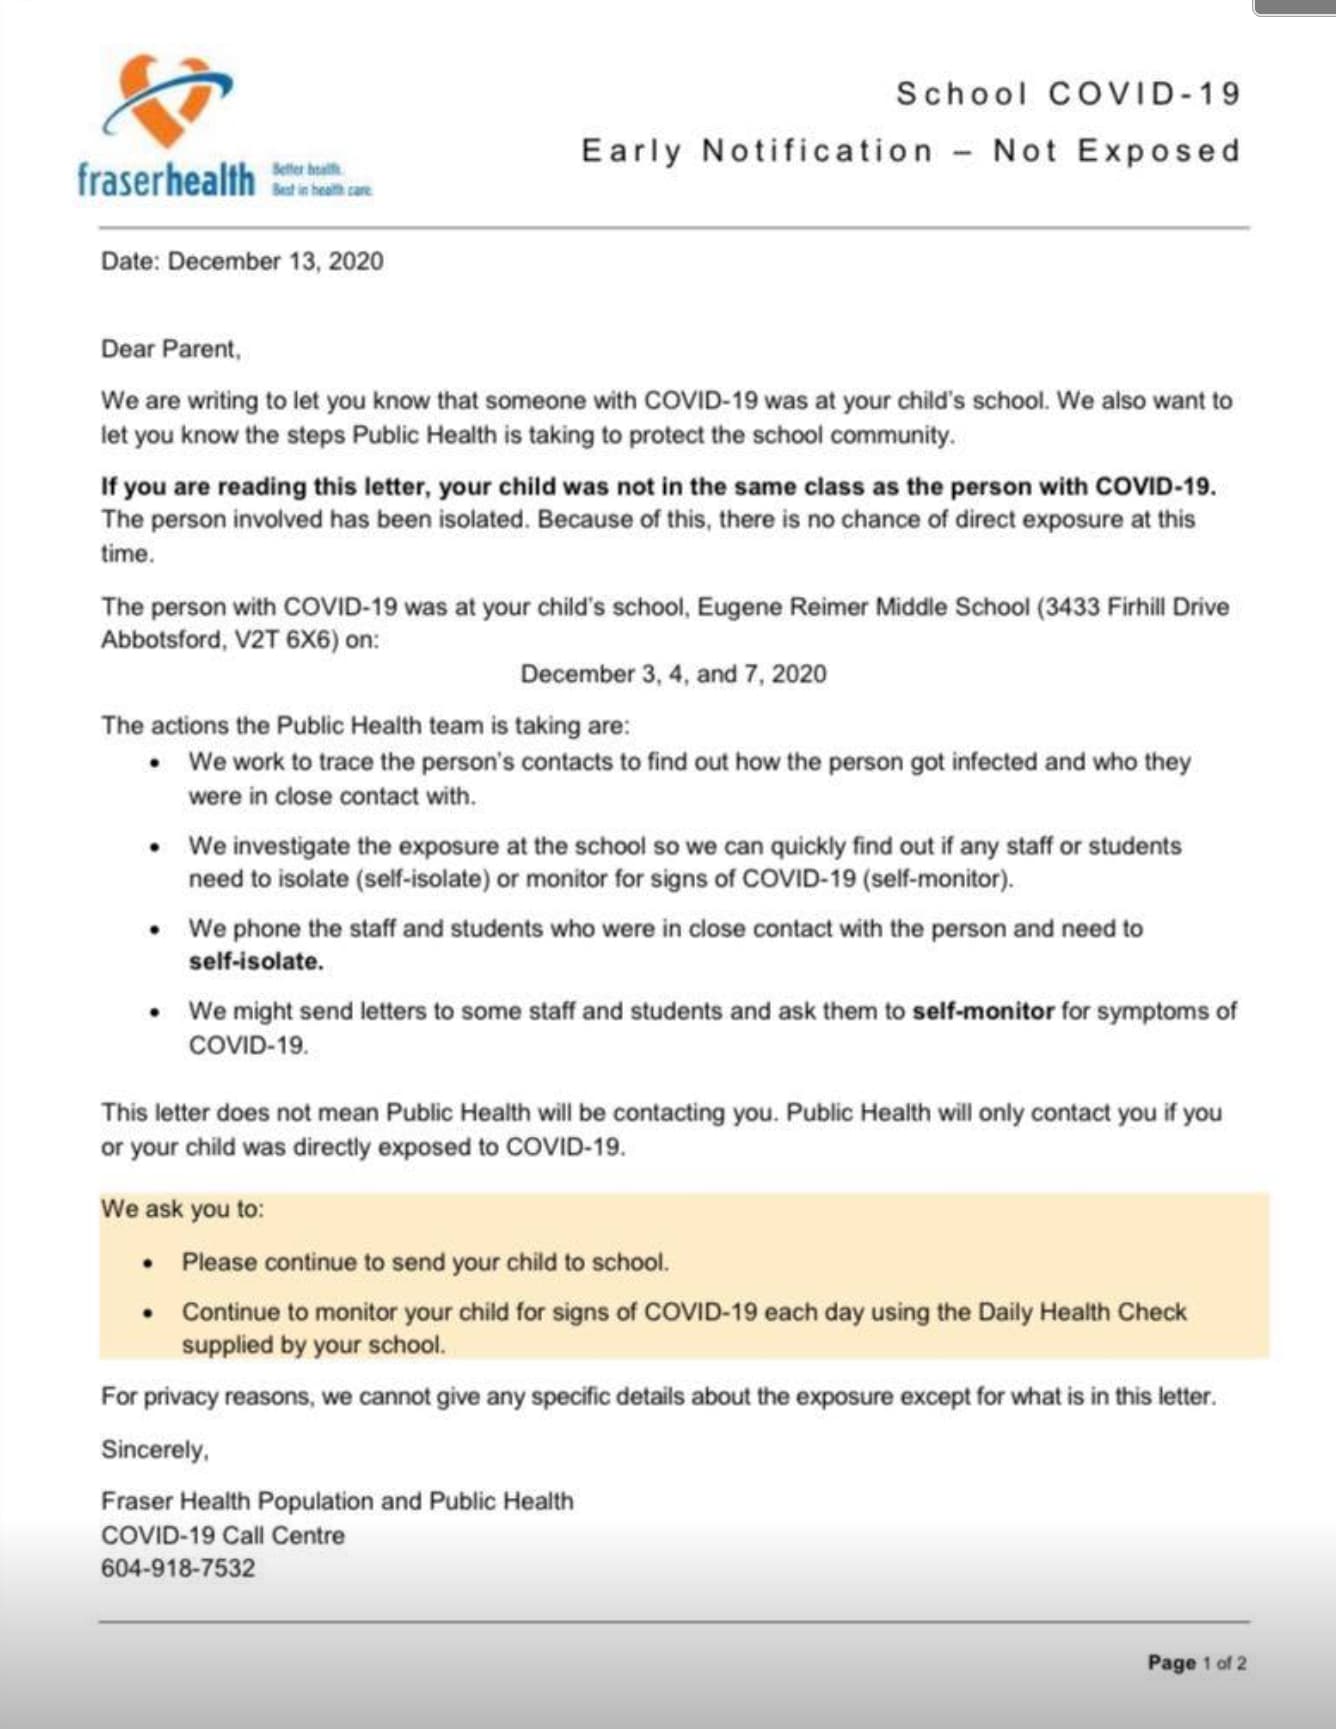 School COVID-19
Early Notification – Not Exposed
fraserhealth
Better health.
Best in health care.
Date: December 13, 2020
Dear Parent,
We are writing to let you know that someone with COVID-19 was at your child's school. We also want to
let you know the steps Public Health is taking to protect the school community.
If you are reading this letter, your child was not in the same class as the person with COVID-19.
The person involved has been isolated. Because of this, there is no chance of direct exposure at this
time.
The person with COVID-19 was at your child's school, Eugene Reimer Middle School (3433 Firhill Drive
Abbotsford, V2T 6X6) on:
December 3, 4, and 7, 2020
The actions the Public Health team is taking are:
• We work to trace the person's contacts to find out how the person got infected and who they
were in close contact with.
• We investigate the exposure at the school so we can quickly find out if any staff or students
need to isolate (self-isolate) or monitor for signs of COVID-19 (self-monitor).
• We phone the staff and students who were in close contact with the person and need to
self-isolate.
• We might send letters to some staff and students and ask them to self-monitor for symptoms of
COVID-19.
This letter does not mean Public Health will be contacting you. Public Health will only contact you if you
or your child was directly exposed to COVID-19.
We ask you to:
• Please continue to send your child to school.
• Continue to monitor your child for signs of COVID-19 each day using the Daily Health Check
supplied by your school.
For privacy reasons, we cannot give any specific details about the exposure except for what is in this letter.
Sincerely,
Fraser Health Population and Public Health
COVID-19 Call Centre
604-918-7532
Page 1 of 2